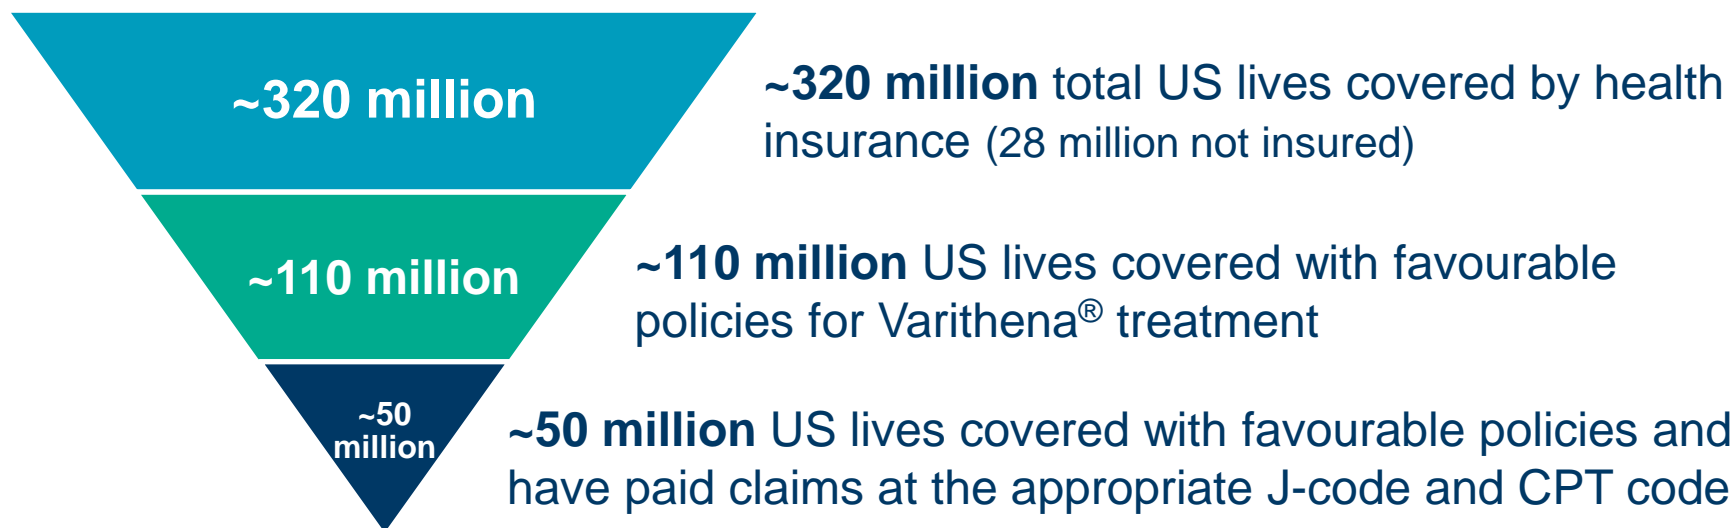 ~320 million
~320 million total US lives covered by health
insurance (28 million not insured)
~110 million
~110 million US lives covered with favourable
policies for Varithena® treatment
~50
million
~50 million US lives covered with favourable policies and
have paid claims at the appropriate J-code and CPT code